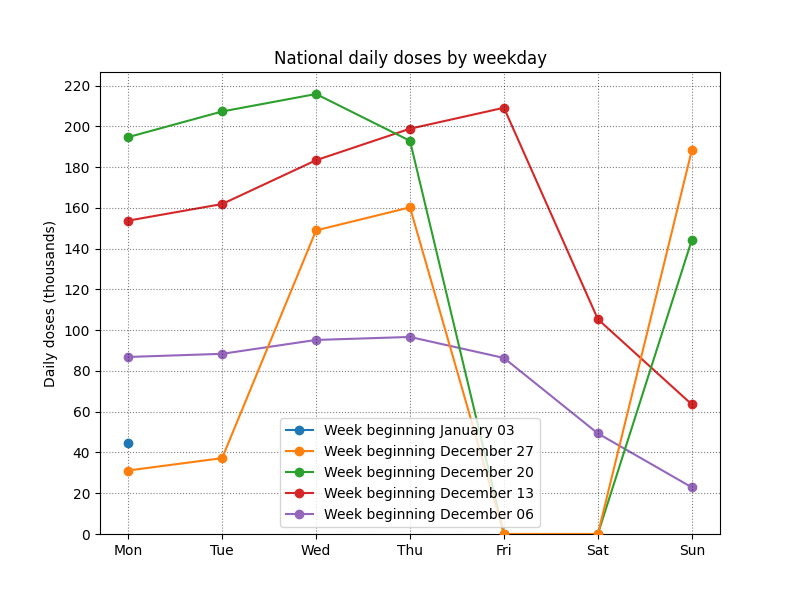 National daily doses by weekday
Daily doses (thousands)
220
200
180
160
140
120
100
80
60
40
20
0
Week beginning January 03
Week beginning December 27
Week beginning December 20
Week beginning December 13
Week beginning December 06
Mon Tue Wed Thu Fri Sat Sun